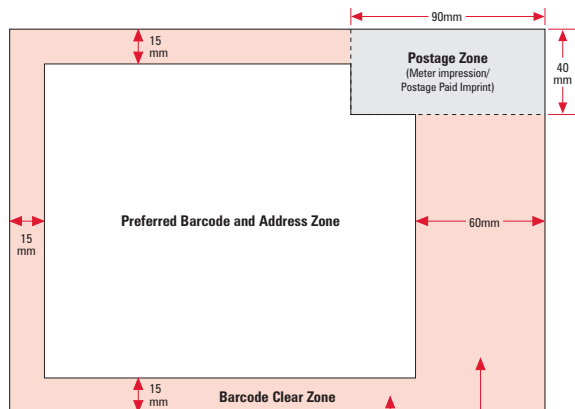 90mm
15
mm
Postage Zone
(Meter impression/
Postage Paid Imprint)
40
mm
Preferred Barcode and Address Zone
15
mm
60mm
15
mm
Barcode Clear Zone